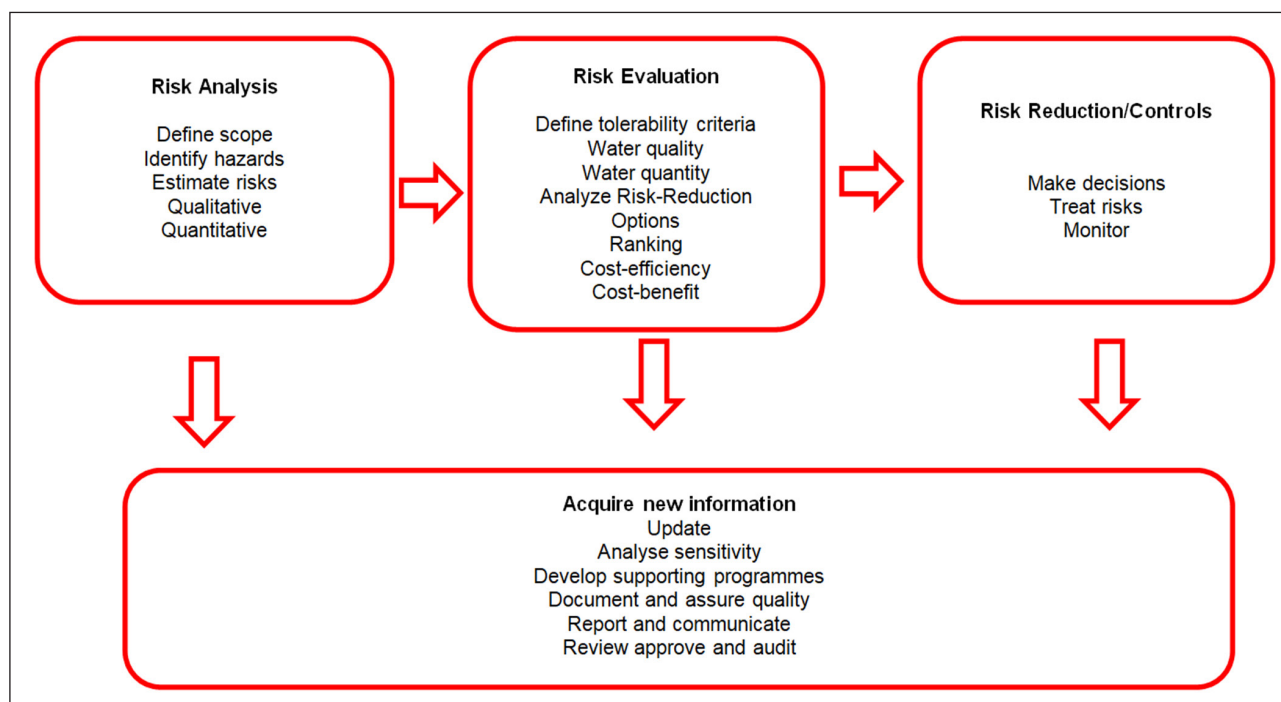 Risk Analysis
Define scope
Identify hazards
Estimate risks
Qualitative
Quantitative
Risk Evaluation
Define tolerability criteria
Water quality
Water quantity
Analyze Risk-Reduction
Options
Ranking
Cost-efficiency
Cost-benefit
Risk Reduction/Controls
Make decisions
Treat risks
Monitor
Acquire new information
Update
Analyse sensitivity
Develop supporting programmes
Document and assure quality
Report and communicate
Review approve and audit